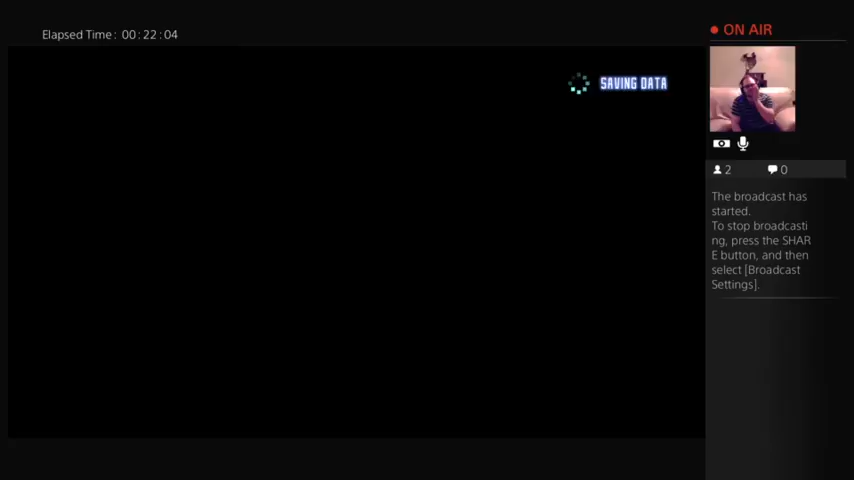 Elapsed Time: 00:22:04
ON AIR
SAVING DATA
2 0
The broadcast has
started.
To stop broadcasti
ng, press the SHAR
E button, and then
select [Broadcast
Settings].